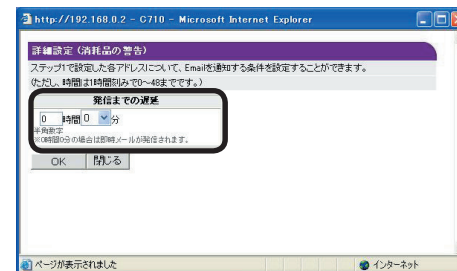 http://192.168.0.2 - C710 - Microsoft Internet Explorer
詳細設定（消耗品の警告）
ステップ1で設定した各アドレスについて、Emailを通知する条件を設定することができます。
(ただし、時間は1時間刻みで0～48までです。)
発信までの遅延
0 時間 0 分
半角数字
※0時間0分の場合は即時メールが発信されます。
OK 閉じる
ページが表示されました インターネット